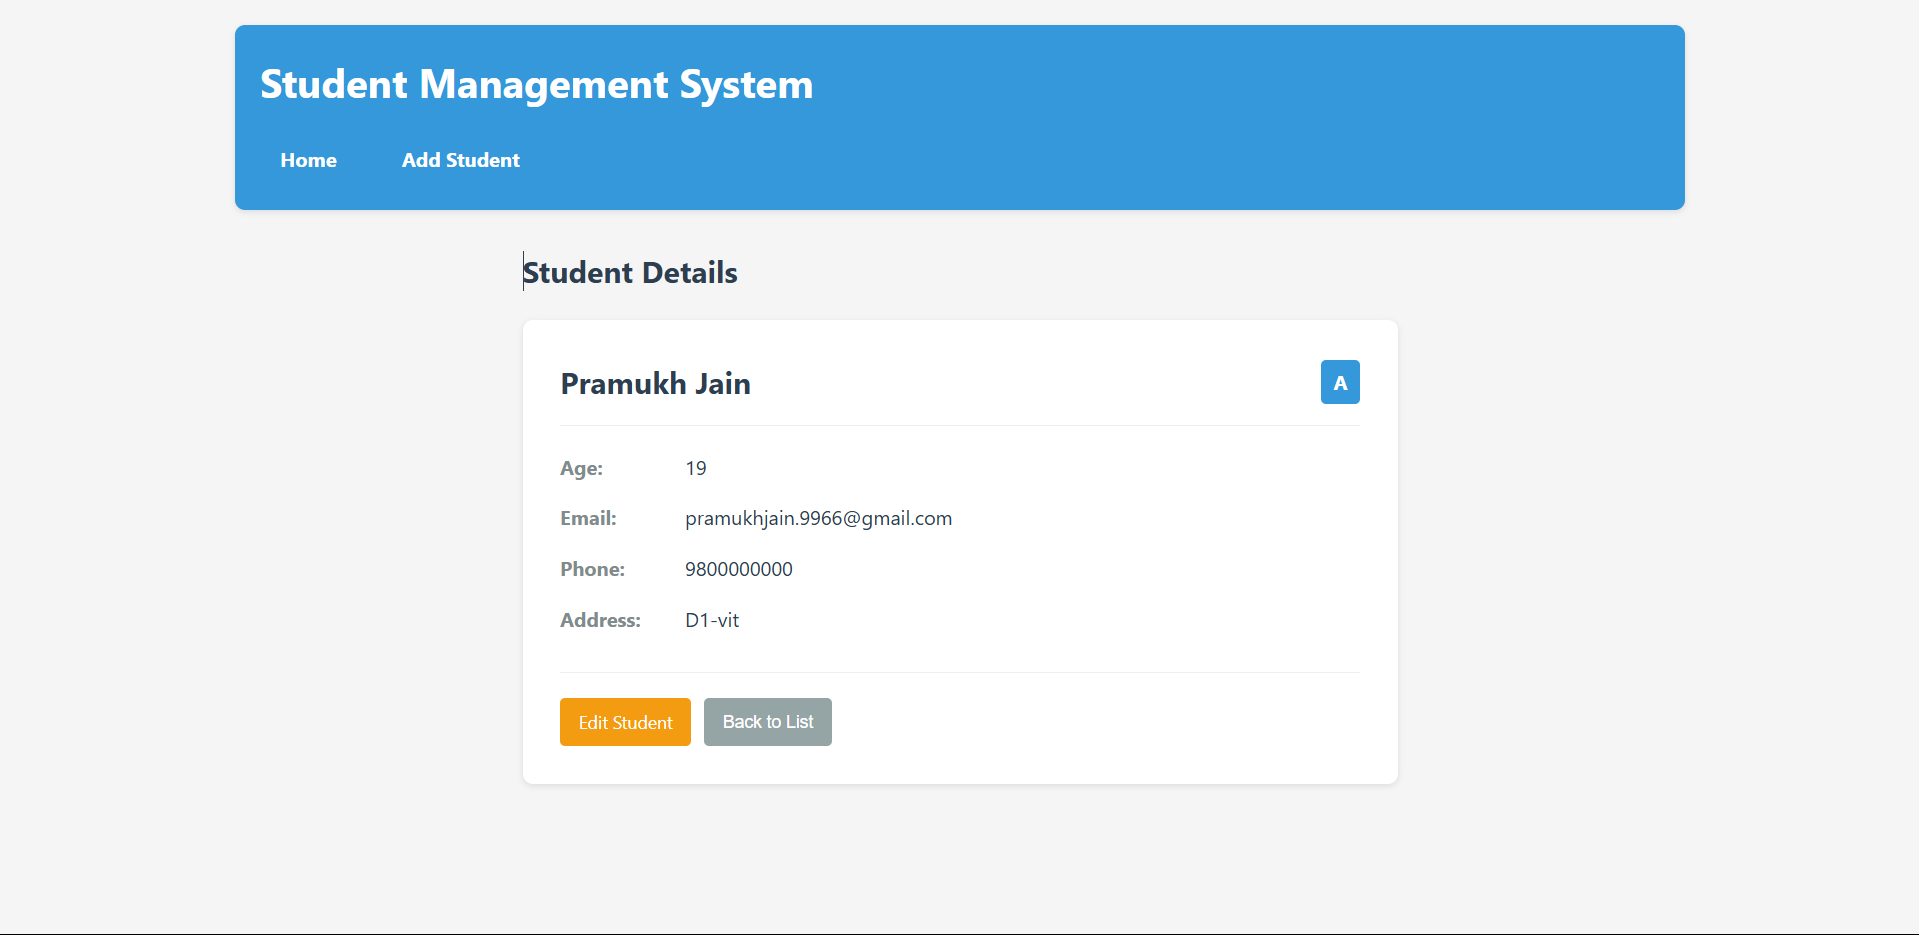 Student Management System
Home Add Student
Student Details
Pramukh Jain A
Age: 19
Email: pramukhjain.9966@gmail.com
Phone: 9800000000
Address: D1-vit
Edit Student Back to List